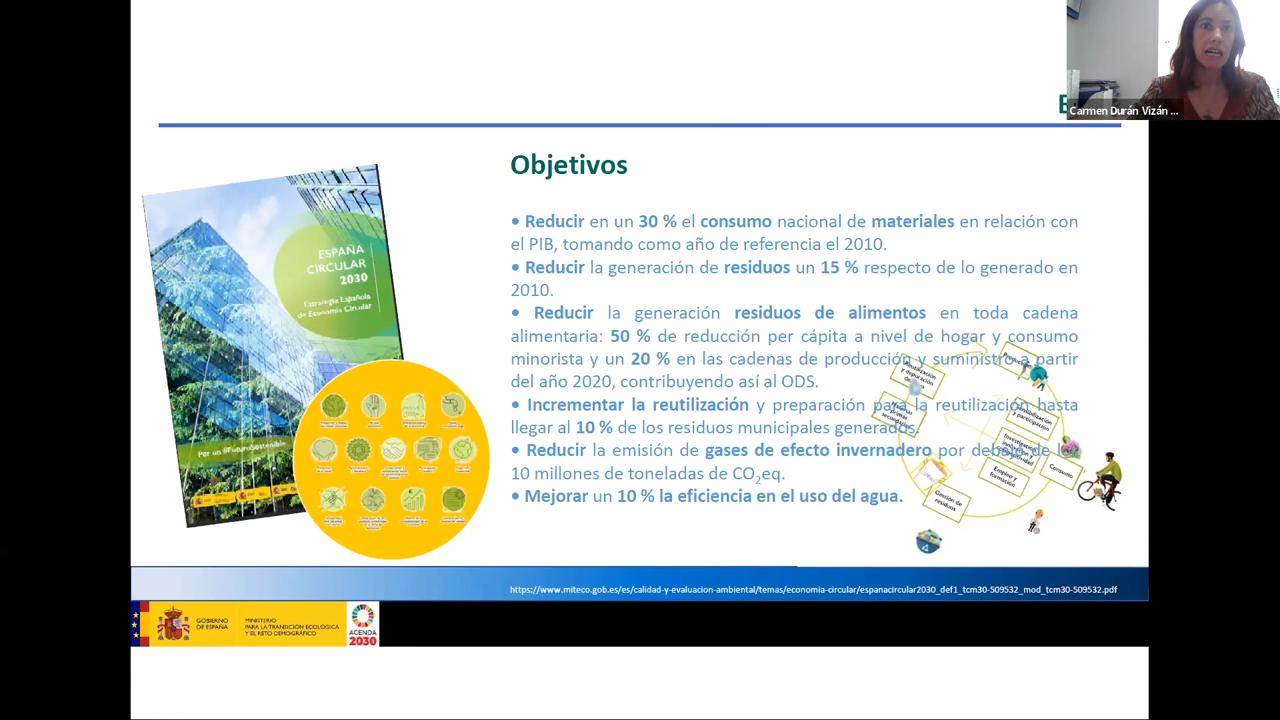 Carmen Durán Vizán ...
Objetivos
• Reducir en un 30 % el consumo nacional de materiales en relación con
el PIB, tomando como año de referencia el 2010.
• Reducir la generación de residuos un 15 % respecto de lo generado en
2010.
• Reducir la generación residuos de alimentos en toda cadena
alimentaria: 50 % de reducción per cápita a nivel de hogar y consumo
minorista y un 20 % en las cadenas de producción y suministro a partir
del año 2020, contribuyendo así al ODS.
• Incrementar la reutilización y preparación para la reutilización hasta
llegar al 10 % de los residuos municipales generados.
• Reducir la emisión de gases de efecto invernadero por debajo de los
10 millones de toneladas de CO2eq.
• Mejorar un 10 % la eficiencia en el uso del agua.
ESPAÑA
CIRCULAR
2030
Estrategia Española
de Economía Circular
Por un #FuturoSostenible
Reutilización
y depuración
Sensibilización
y participación
Investigación,
innovación y
Empleo y
formación
Consumo
Gestión de
residuos
https://www.miteco.gob.es/es/calidad-y-evaluacion-ambiental/temas/economia-circular/espanacircular2030_def1_tcm30-509532_mod_tcm30-509532.pdf
GOBIERNO
DE ESPAÑA
MINISTERIO
PARA LA TRANSICIÓN ECOLÓGICA
Y EL RETO DEMOGRÁFICO
AGENDA
2030